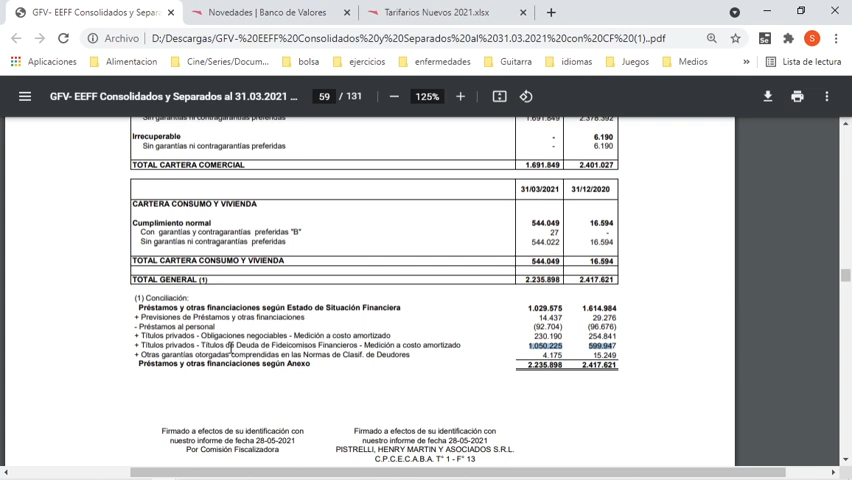 GFV- EEFF Consolidados y Separa
Novedades | Banco de Valores
Tarifarios Nuevos 2021.xlsx
Archivo
D:/Descargas/GFV-%20EEFF%20Consolidados%20y%20Separados%20al%2031.03.2021%20con%20CF%20(1)..pdf
Aplicaciones
Alimentacion
Cine/Series/Docum...
bolsa
ejercicios
enfermedades
Guitarra
idiomas
Juegos
Medios
»
Lista de lectura
GFV- EEFF Consolidados y Separados al 31.03.2021 ...
59 / 131
125%
Sin garantías ni contragarantías preferidas 1.691.849 2.378.392
Irrecuperable - 6.190
Sin garantías ni contragarantías preferidas - 6.190
TOTAL CARTERA COMERCIAL 1.691.849 2.401.027
31/03/2021 31/12/2020
CARTERA CONSUMO Y VIVIENDA
Cumplimiento normal 544.049 16.594
Con garantías y contragarantías preferidas "B" 27 -
Sin garantías ni contragarantías preferidas 544.022 16.594
TOTAL CARTERA CONSUMO Y VIVIENDA 544.049 16.594
TOTAL GENERAL (1) 2.235.898 2.417.621
(1) Conciliación:
Préstamos y otras financiaciones según Estado de Situación Financiera 1.029.575 1.614.984
+ Previsiones de Préstamos y otras financiaciones 14.437 29.276
- Préstamos al personal (92.704) (96.676)
+ Títulos privados - Obligaciones negociables - Medición a costo amortizado 230.190 254.841
+ Títulos privados - Títulos de Deuda de Fideicomisos Financieros - Medición a costo amortizado 1.050.225 599.947
+ Otras garantías otorgadas comprendidas en las Normas de Clasif. de Deudores 4.175 15.249
Préstamos y otras financiaciones según Anexo 2.235.898 2.417.621
Firmado a efectos de su identificación con
nuestro informe de fecha 28-05-2021
Por Comisión Fiscalizadora
Firmado a efectos de su identificación con
nuestro informe de fecha 28-05-2021
PISTRELLI, HENRY MARTIN Y ASOCIADOS S.R.L.
C.P.C.E.C.A.B.A. T° 1 - F° 13